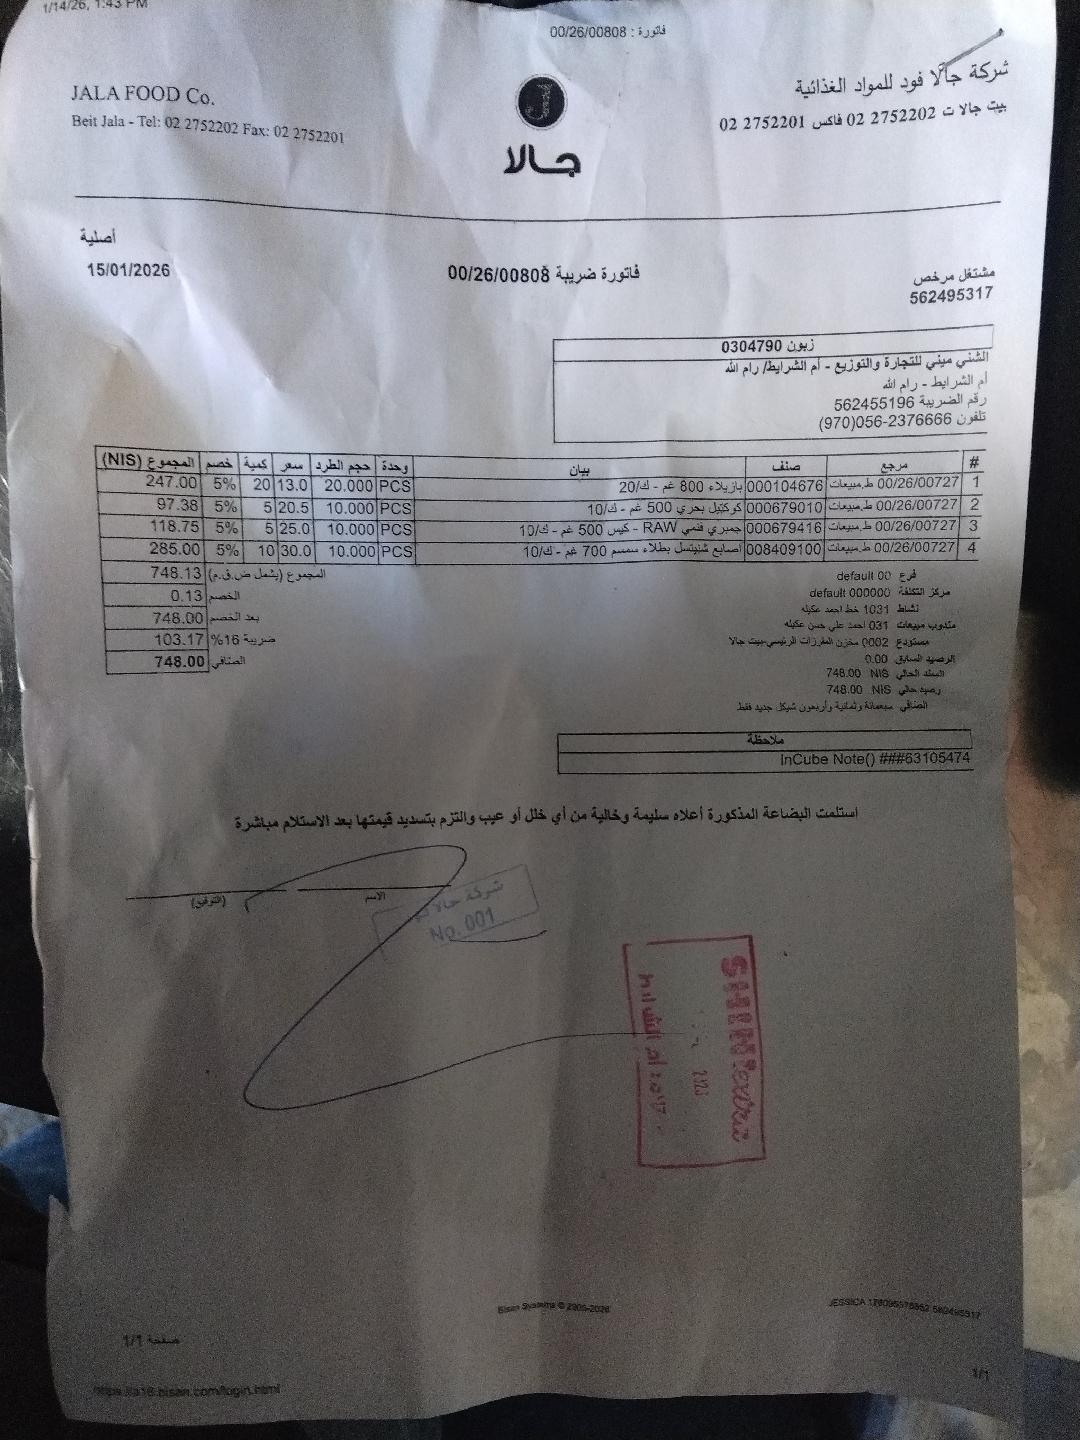 1/14/26, 1:43 PM
فاتورة : 00/26/00808
JALA FOOD Co.
Beit Jala - Tel: 02 2752202 Fax: 02 2752201
جالا
شركة جالا فود للمواد الغذائية
بيت جالا ت 2752202 02 فاكس 2752201 02
أصلية
15/01/2026
فاتورة ضريبة 00/26/00808
مشتغل مرخص
562495317
زبون 0304790
الشني ميني للتجارة والتوزيع - أم الشرايط/ رام الله
أم الشرايط - رام الله
رقم الضريبة 562455196
تلفون 2376666-056(970)
# مرجع صنف بيان وحدة حجم الطرد سعر كمية خصم المجموع (NIS)
1 00/26/00727 ط.مبيعات 000104676 بازيلاء 800 غم - ك/20 PCS 20.000 13.0 20 5% 247.00
2 00/26/00727 ط.مبيعات 000679010 كوكتيل بحري 500 غم - ك/10 PCS 10.000 20.5 5 5% 97.38
3 00/26/00727 ط.مبيعات 000679416 جمبري فنمي RAW - كيس 500 غم - ك/10 PCS 10.000 25.0 5 5% 118.75
4 00/26/00727 ط.مبيعات 008409100 أصابع شنيتسل بطلاء سمسم 700 غم - ك/10 PCS 10.000 30.0 10 5% 285.00
المجموع (يشمل ض.ق.م) 748.13
الخصم 0.13
بعد الخصم 748.00
ضريبة 16% 103.17
الصافي 748.00
فرع 00 default
مركز التكلفة 000000 default
نشاط 1031 خط احمد عكيله
مندوب مبيعات 031 احمد علي حسن عكيله
مستودع 0002 مخزن المفرزات الرئيسي-بيت جالا
الرصيد السابق 0.00
السند الحالي 748.00 NIS
رصيد حالي 748.00 NIS
الصافي سبعمائة وثمانية وأربعون شيكل جديد فقط
ملاحظة
InCube Note() ###63105474
استلمت البضاعة المذكورة أعلاه سليمة وخالية من أي خلل أو عيب والتزم بتسديد قيمتها بعد الاستلام مباشرة
الاسم
(التوقيع)
شركة جالا
No. 001
Bisan Systems © 2005-2026
JESSICA
صفحة 1/1
https://a16.bisan.com/login.html
1/1